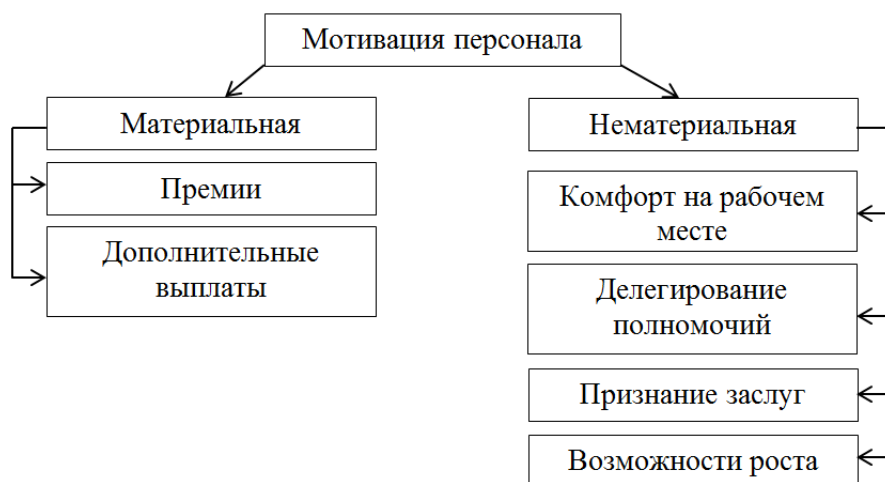 Мотивация персонала
Материальная
Премии
Дополнительные
выплаты
Нематериальная
Комфорт на рабочем
месте
Делегирование
полномочий
Признание заслуг
Возможности роста